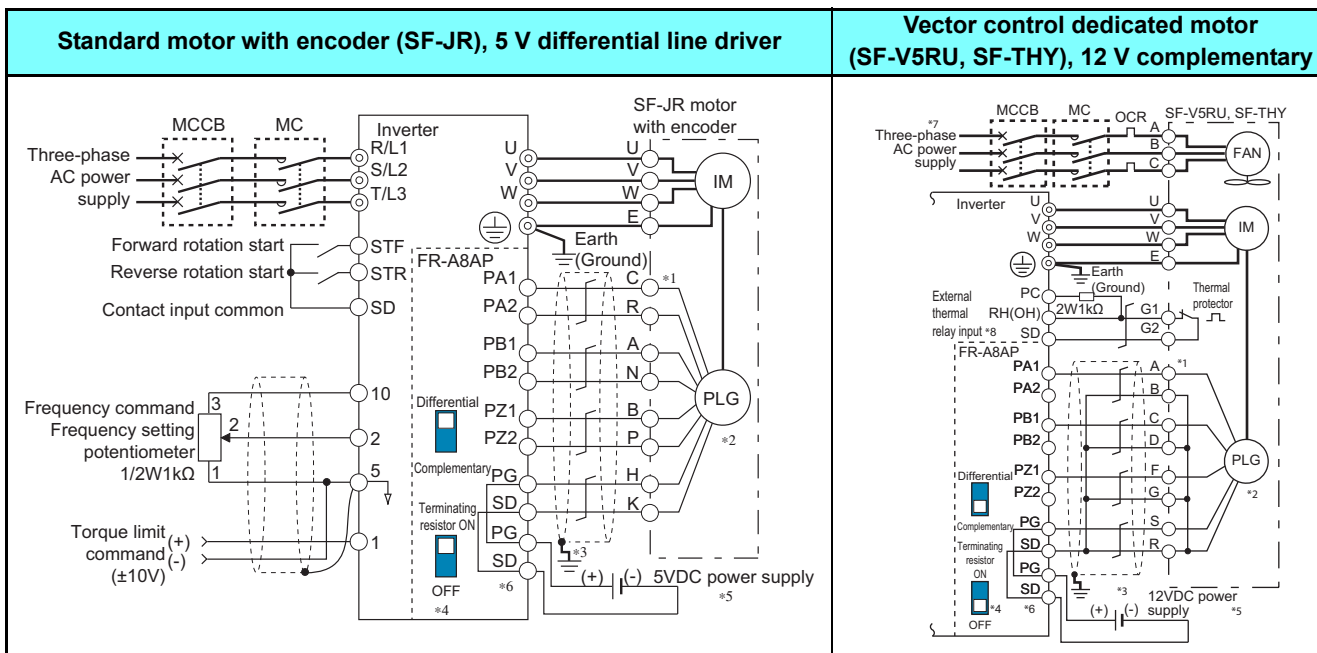 Standard motor with encoder (SF-JR), 5 V differential line driver
MCCB
MC
Inverter
SF-JR motor
with encoder
Three-phase
AC power
supply
R/L1
S/L2
T/L3
U
V
W
U
V
W
E
IM
Earth
(Ground)
Forward rotation start
Reverse rotation start
Contact input common
STF
STR
SD
FR-A8AP
PA1
PA2
PB1
PB2
PZ1
PZ2
PG
SD
PG
SD
C
*1
R
A
N
B
P
H
K
PLG
*2
Differential
Complementary
Terminating
resistor ON
OFF
*4
*6
*3
(+)
(-)
5VDC power supply
*5
Frequency command
Frequency setting
potentiometer
1/2W1kΩ
3
2
1
10
2
5
1
Torque limit
command
(±10V)
(+)
(-)
Vector control dedicated motor
(SF-V5RU, SF-THY), 12 V complementary
MCCB
MC
OCR
SF-V5RU, SF-THY
*7
Three-phase
AC power
supply
A
B
C
FAN
Inverter
U
V
W
U
V
W
E
IM
Earth
(Ground)
External
thermal
relay input *8
PC
RH(OH)
SD
2W1kΩ
G1
G2
Thermal
protector
FR-A8AP
PA1
PA2
PB1
PB2
PZ1
PZ2
PG
SD
PG
SD
A
*1
B
C
D
F
G
S
R
PLG
*2
Differential
Complementary
Terminating
resistor
ON
*4
OFF
*6
*3
(+)
(-)
12VDC power
supply
*5